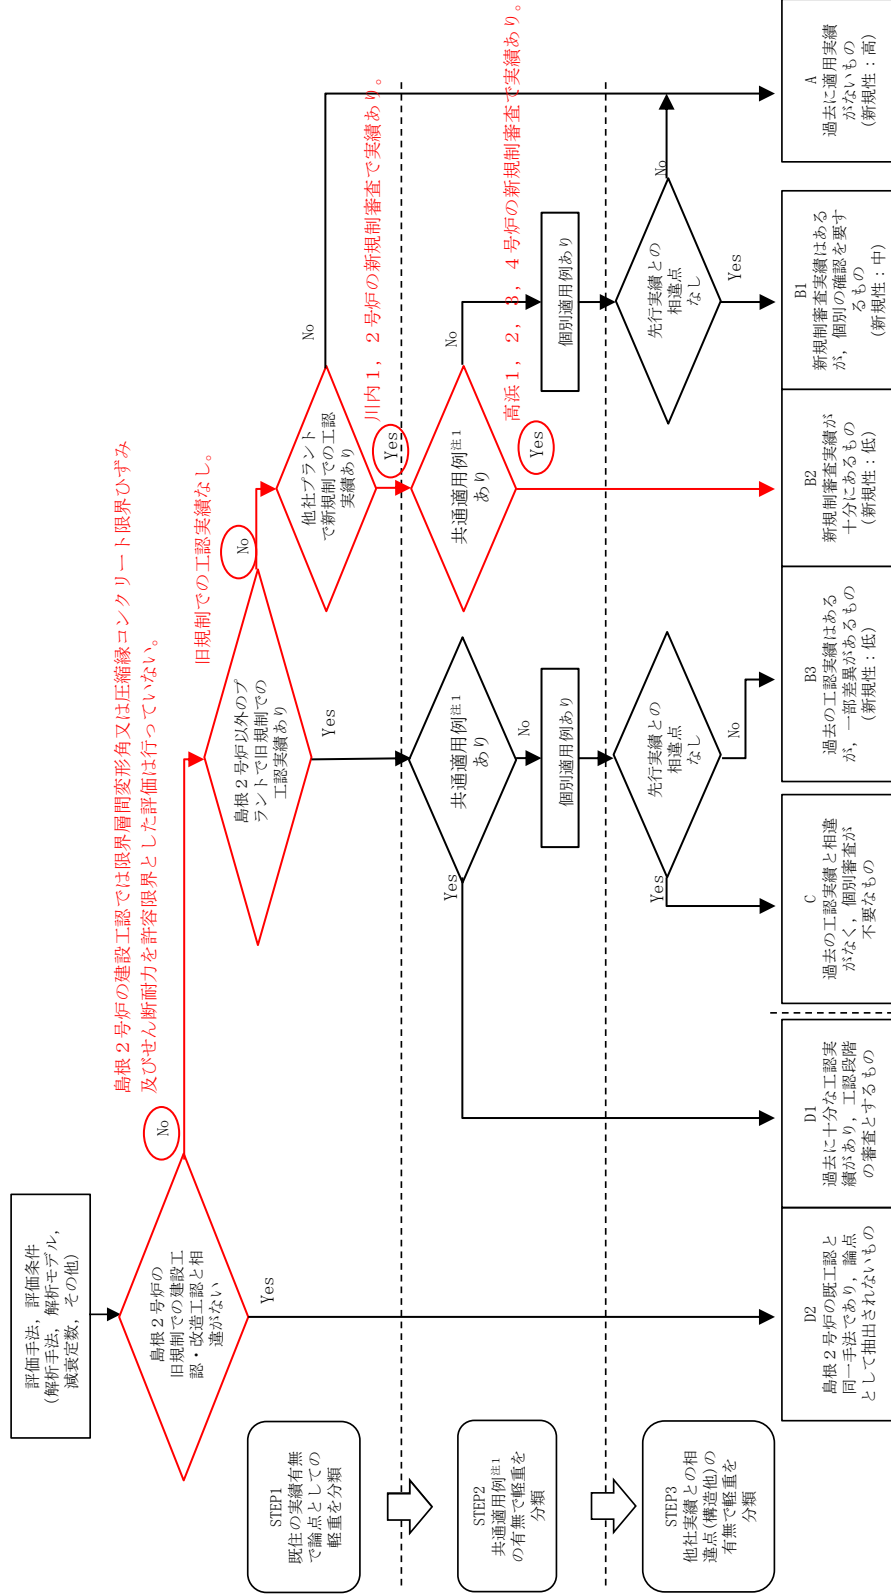 評価手法，評価条件
(解析手法，解析モデル，
減衰定数，その他)
島根２号炉の
旧規制での建設工
認・改造工認と相
違がない
No
Yes
島根２号炉の建設工認では限界層間変形角又は圧縮縁コンクリート限界ひずみ
及びせん断耐力を許容限界とした評価は行っていない。
島根２号炉以外のプ
ラントで旧規制での
工認実績あり
No
Yes
旧規制での工認実績なし。
他社プラント
で新規制での工認
実績あり
No
Yes
川内１，２号炉の新規制審査で実績あり。
STEP1
既往の実績有無
で論点としての
軽重を分類
STEP2
共通適用例注１
の有無で軽重を
分類
STEP3
他社実績との相
違点(構造他)の
有無で軽重を
分類
共通適用例注１
あり
Yes
No
個別適用例あり
先行実績との
相違点
なし
Yes
No
共通適用例注１
あり
Yes
No
高浜１，２，３，４号炉の新規制審査で実績あり。
個別適用例あり
先行実績との
相違点
なし
No
Yes
D2
島根２号炉の既工認と
同一手法であり，論点
として抽出されないもの
D1
過去に十分な工認実
績があり，工認段階
の審査とするもの
C
過去の工認実績と相違
がなく，個別審査が
不要なもの
B3
過去の工認実績はある
が，一部差異があるもの
(新規性：低)
B2
新規制審査実績が
十分にあるもの
(新規性：低)
B1
新規制審査実績はある
が，個別の確認を要す
るもの
(新規性：中)
A
過去に適用実績
がないもの
(新規性：高)